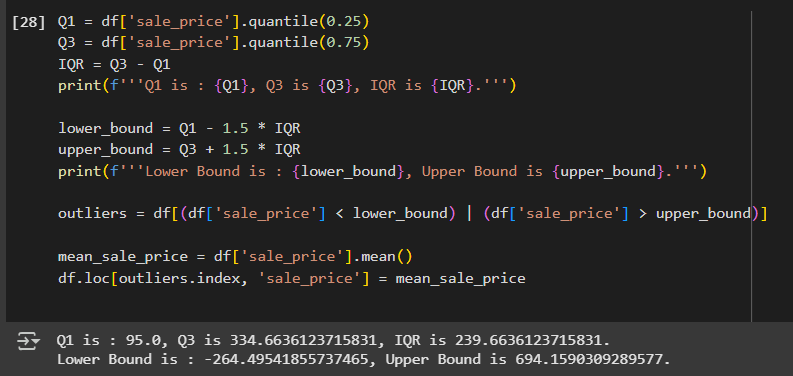 [28] Q1 = df['sale_price'].quantile(0.25)
Q3 = df['sale_price'].quantile(0.75)
IQR = Q3 - Q1
print(f'''Q1 is : {Q1}, Q3 is {Q3}, IQR is {IQR}.''')
lower_bound = Q1 - 1.5 * IQR
upper_bound = Q3 + 1.5 * IQR
print(f'''Lower Bound is : {lower_bound}, Upper Bound is {upper_bound}.''')
outliers = df[(df['sale_price'] < lower_bound) | (df['sale_price'] > upper_bound)]
mean_sale_price = df['sale_price'].mean()
df.loc[outliers.index, 'sale_price'] = mean_sale_price
Q1 is : 95.0, Q3 is 334.6636123715831, IQR is 239.6636123715831.
Lower Bound is : -264.49541855737465, Upper Bound is 694.1590309289577.